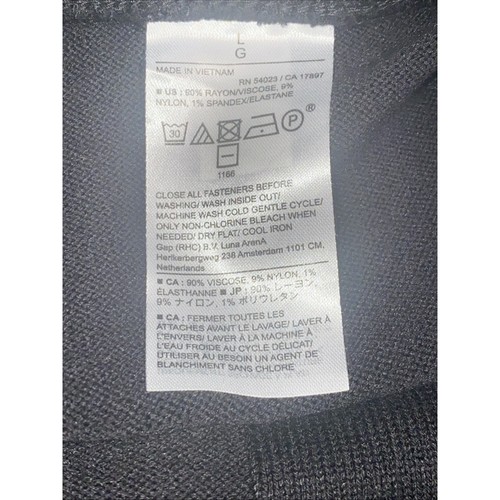 L
G
MADE IN VIETNAM
RN 54023 / CA 17897
■ US: 90% RAYON/VISCOSE, 9%
NYLON, 1% SPANDEX/ELASTANE
30
P
®
1166
CLOSE ALL FASTENERS BEFORE
WASHING/ WASH INSIDE OUT/
MACHINE WASH COLD GENTLE CYCLE/
ONLY NON-CHLORINE BLEACH WHEN
NEEDED/ DRY FLAT/ COOL IRON
Gap (RHC) B.V. Luna ArenA
Herikerbergweg 238 Amsterdam 1101 CM,
Netherlands
■ CA : 90% VISCOSE, 9% NYLON, 1%
ÉLASTHANNE ■ JP : 90% レーヨン,
9% ナイロン, 1% ポリウレタン
■ CA : FERMER TOUTES LES
ATTACHES AVANT LE LAVAGE/ LAVER À
L'ENVERS/ LAVER À LA MACHINE À
L'EAU FROIDE AU CYCLE DÉLICAT/
UTILISER AU BESOIN UN AGENT DE
BLANCHIMENT SANS CHLORE